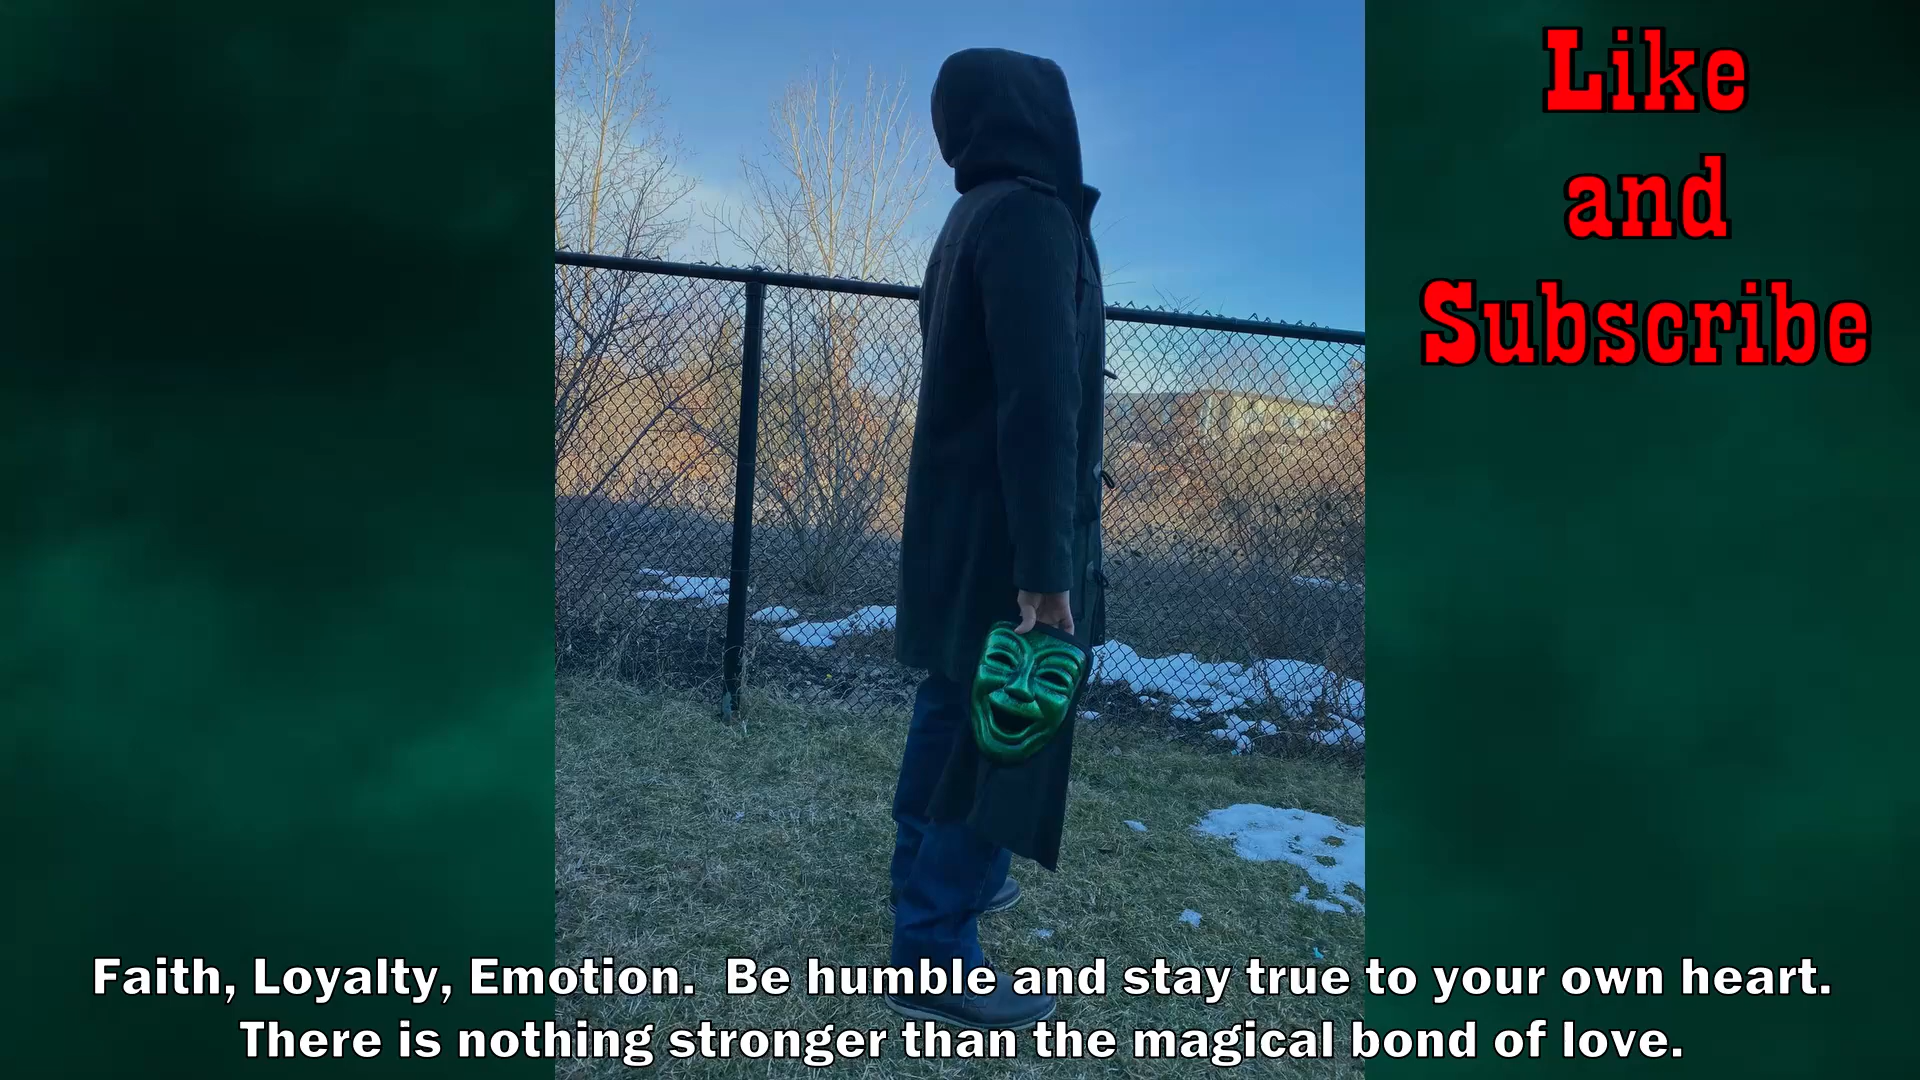 Like
and
Subscribe
Faith, Loyalty, Emotion.  Be humble and stay true to your own heart.
There is nothing stronger than the magical bond of love.